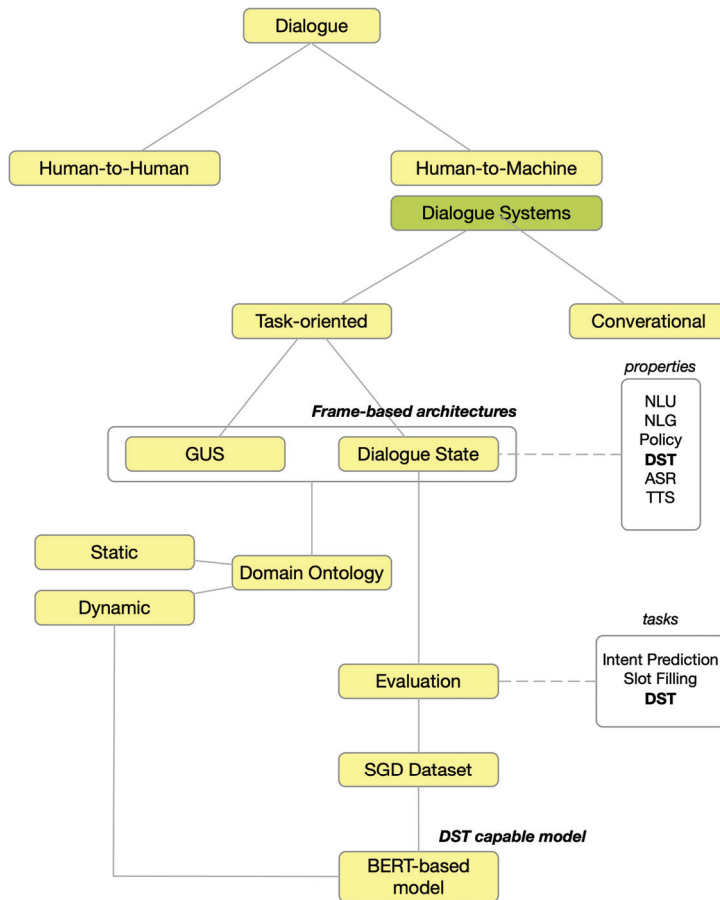 Dialogue
Human-to-Human
Human-to-Machine
Dialogue Systems
Task-oriented
Converational
properties
NLU
NLG
Policy
DST
ASR
TTS
Frame-based architectures
GUS
Dialogue State
Static
Domain Ontology
Dynamic
tasks
Intent Prediction
Slot Filling
DST
Evaluation
SGD Dataset
DST capable model
BERT-based
model